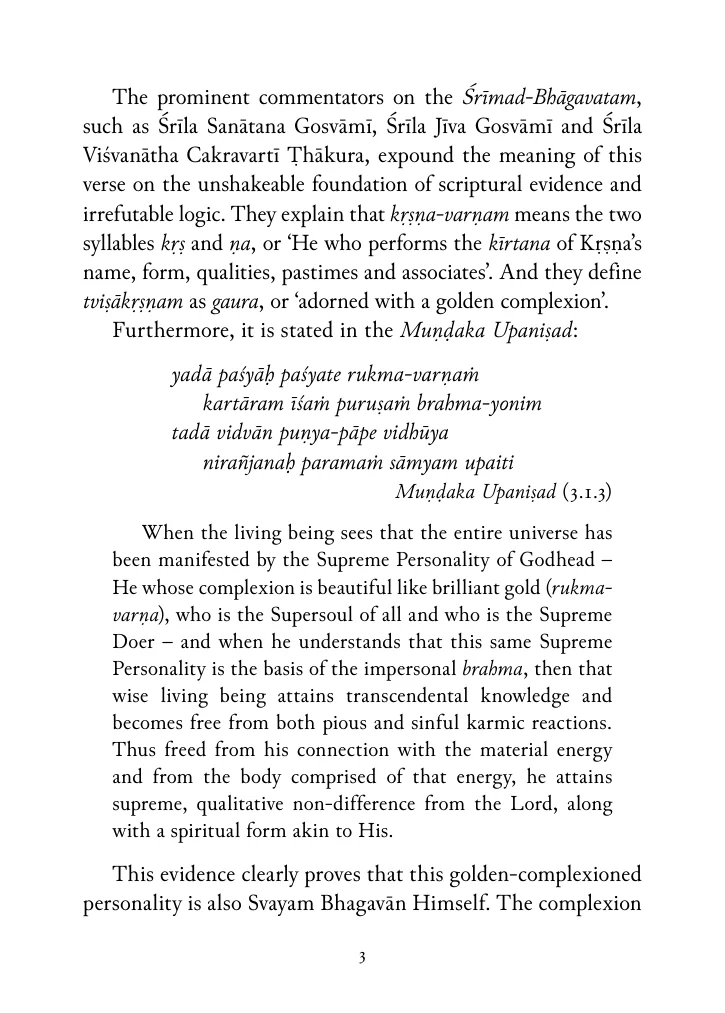 The prominent commentators on the Śrīmad-Bhāgavatam,
such as Śrīla Sanātana Gosvāmī, Śrīla Jīva Gosvāmī and Śrīla
Viśvanātha Cakravartī Ṭhākura, expound the meaning of this
verse on the unshakeable foundation of scriptural evidence and
irrefutable logic. They explain that kṛṣṇa-varṇam means the two
syllables kṛṣ and ṇa, or ‘He who performs the kīrtana of Kṛṣṇa’s
name, form, qualities, pastimes and associates’. And they define
tviṣākṛṣṇam as gaura, or ‘adorned with a golden complexion’.
Furthermore, it is stated in the Muṇḍaka Upaniṣad:
yadā paśyāḥ paśyate rukma-varṇaṁ
kartāram īśaṁ puruṣaṁ brahma-yonim
tadā vidvān puṇya-pāpe vidhūya
nirañjanaḥ paramaṁ sāmyam upaiti
Muṇḍaka Upaniṣad (3.1.3)
When the living being sees that the entire universe has
been manifested by the Supreme Personality of Godhead –
He whose complexion is beautiful like brilliant gold (rukma-
varṇa), who is the Supersoul of all and who is the Supreme
Doer – and when he understands that this same Supreme
Personality is the basis of the impersonal brahma, then that
wise living being attains transcendental knowledge and
becomes free from both pious and sinful karmic reactions.
Thus freed from his connection with the material energy
and from the body comprised of that energy, he attains
supreme, qualitative non-difference from the Lord, along
with a spiritual form akin to His.
This evidence clearly proves that this golden-complexioned
personality is also Svayam Bhagavān Himself. The complexion
3